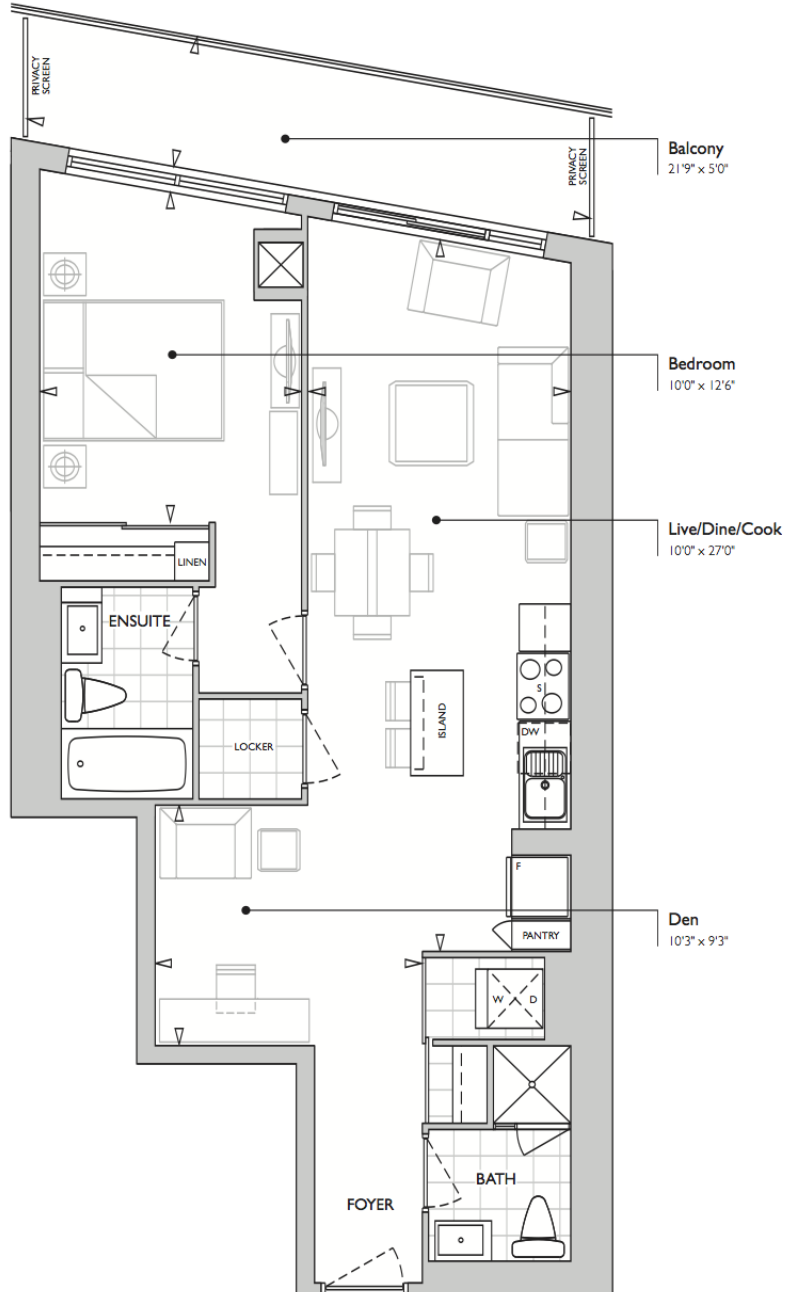 PRIVACY
SCREEN
PRIVACY
SCREEN
Balcony
21'9" x 5'0"
Bedroom
10'0" x 12'6"
Live/Dine/Cook
10'0" x 27'0"
LINEN
ENSUITE
S
ISLAND
DW
LOCKER
F
Den
10'3" x 9'3"
PANTRY
W D
BATH
FOYER